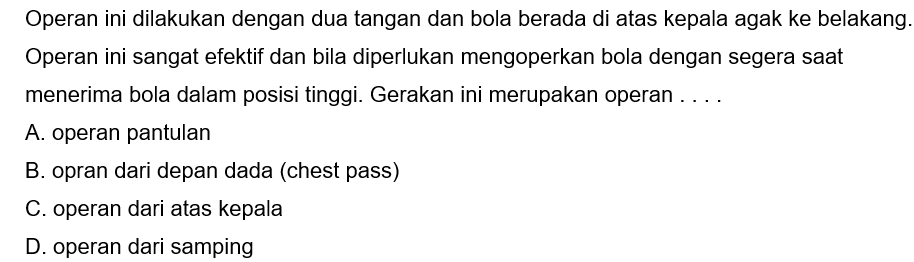 Operan ini dilakukan dengan dua tangan dan bola berada di atas kepala agak ke belakang.
Operan ini sangat efektif dan bila diperlukan mengoperkan bola dengan segera saat
menerima bola dalam posisi tinggi. Gerakan ini merupakan operan . . . .
A. operan pantulan
B. opran dari depan dada (chest pass)
C. operan dari atas kepala
D. operan dari samping